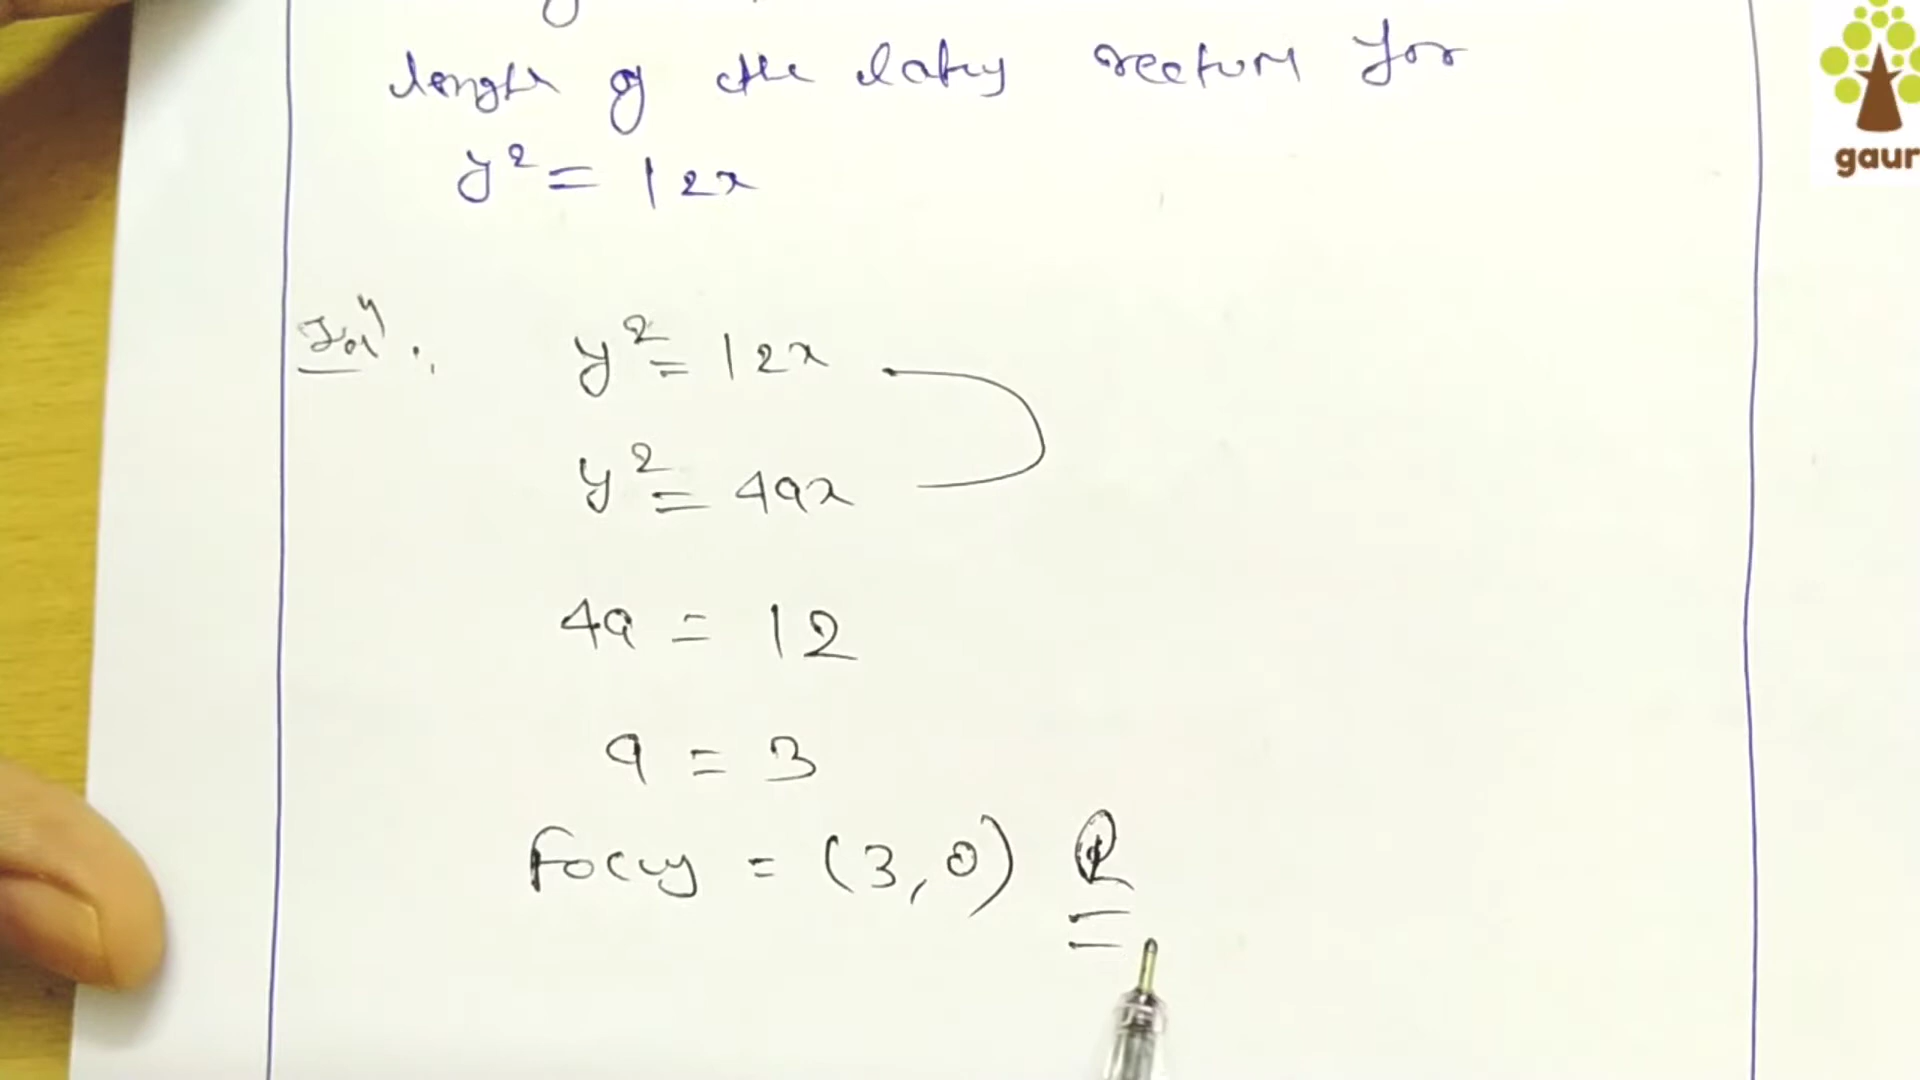 length of the latus rectum for
y² = 12x
gaur
Solⁿ.
y² = 12x
y² = 4ax
4a = 12
a = 3
Focus = (3, 0)